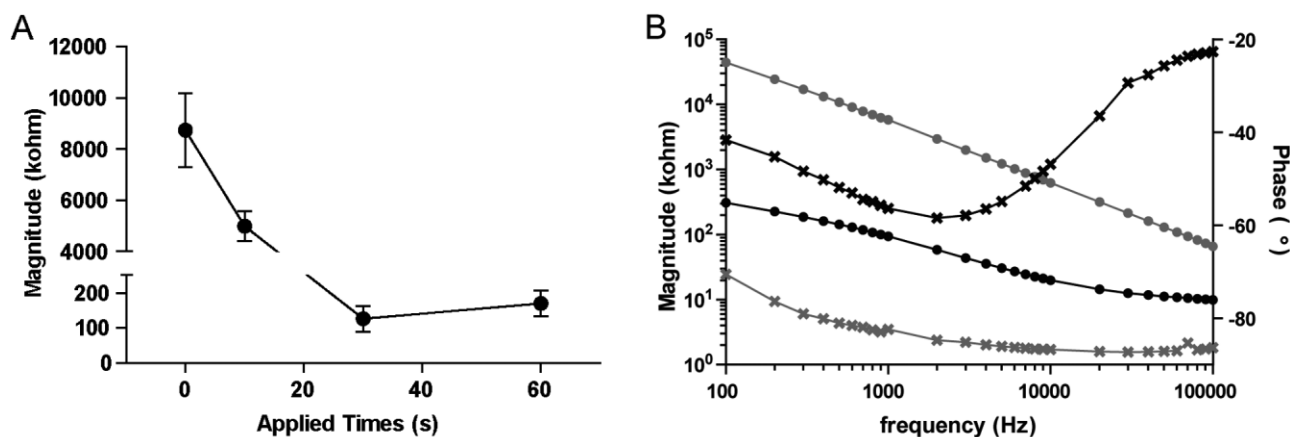 A
12000
10000
8000
6000
4000
200
100
0
Magnitude (kohm)
0 20 40 60
Applied Times (s)
B
10^5
10^4
10^3
10^2
10^1
10^0
Magnitude (kohm)
-20
-40
-60
-80
Phase ( °)
100 1000 10000 100000
frequency (Hz)